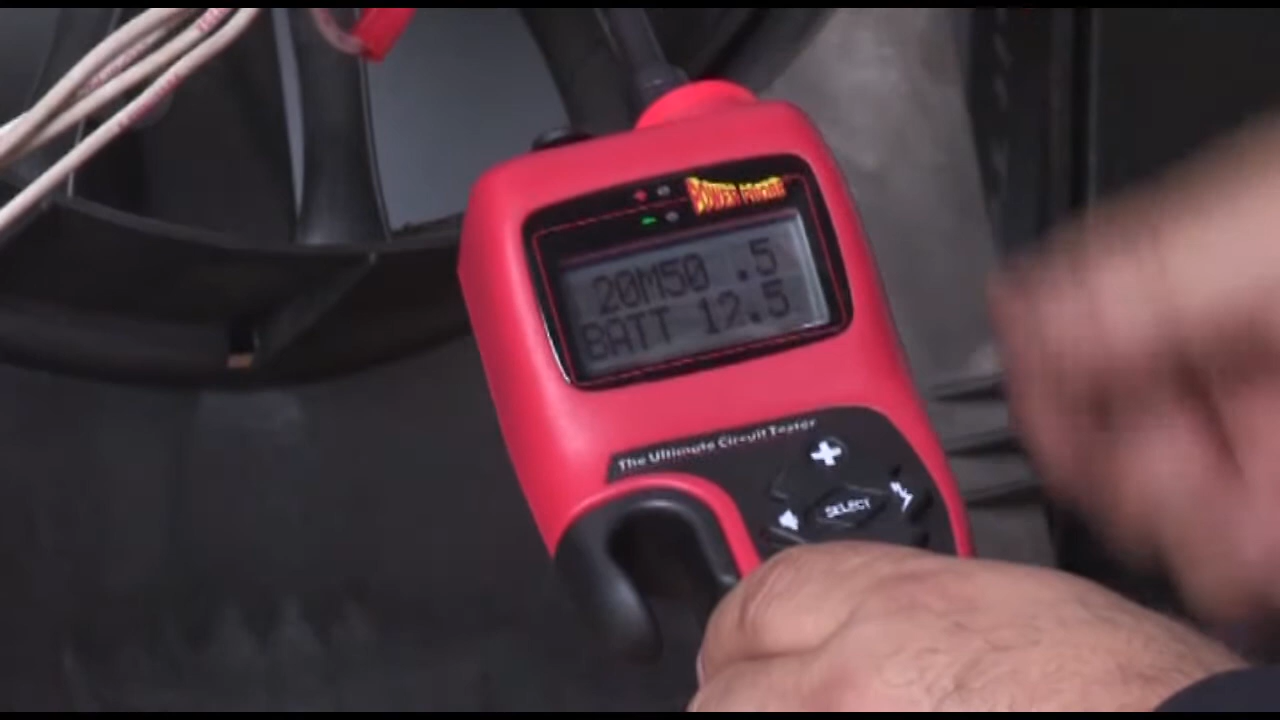 POWER PROBE
20M50 .5
BATT 12.5
The Ultimate Circuit Tester
SELECT